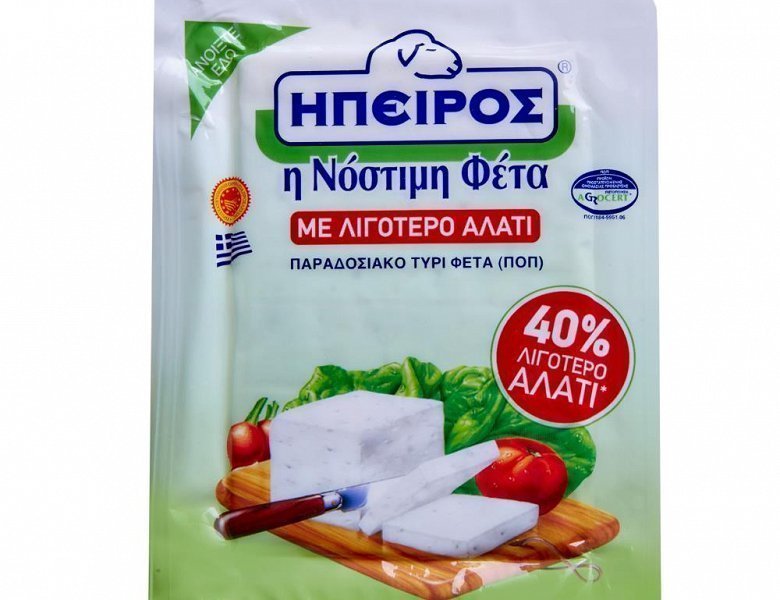 ΑΝΟΙΞΤΕ
ΕΔΩ
ΗΠΕΙΡΟΣ
®
η Νόστιμη Φέτα
ΜΕ ΛΙΓΟΤΕΡΟ ΑΛΑΤΙ
ΠΑΡΑΔΟΣΙΑΚΟ ΤΥΡΙ ΦΕΤΑ (ΠΟΠ)
AGROCERT
40%
ΛΙΓΟΤΕΡΟ
ΑΛΑΤΙ*